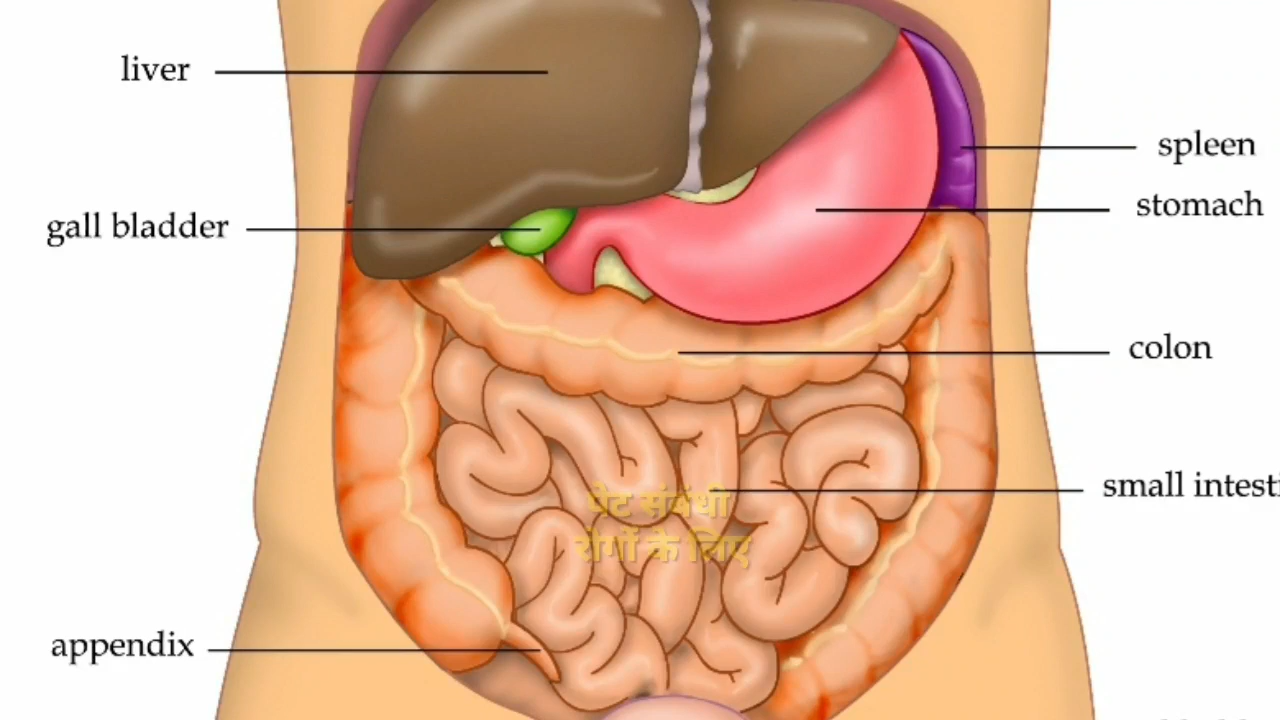 liver
spleen
stomach
gall bladder
colon
small intesti
पेट संबंधी
रोगों के लिए
appendix